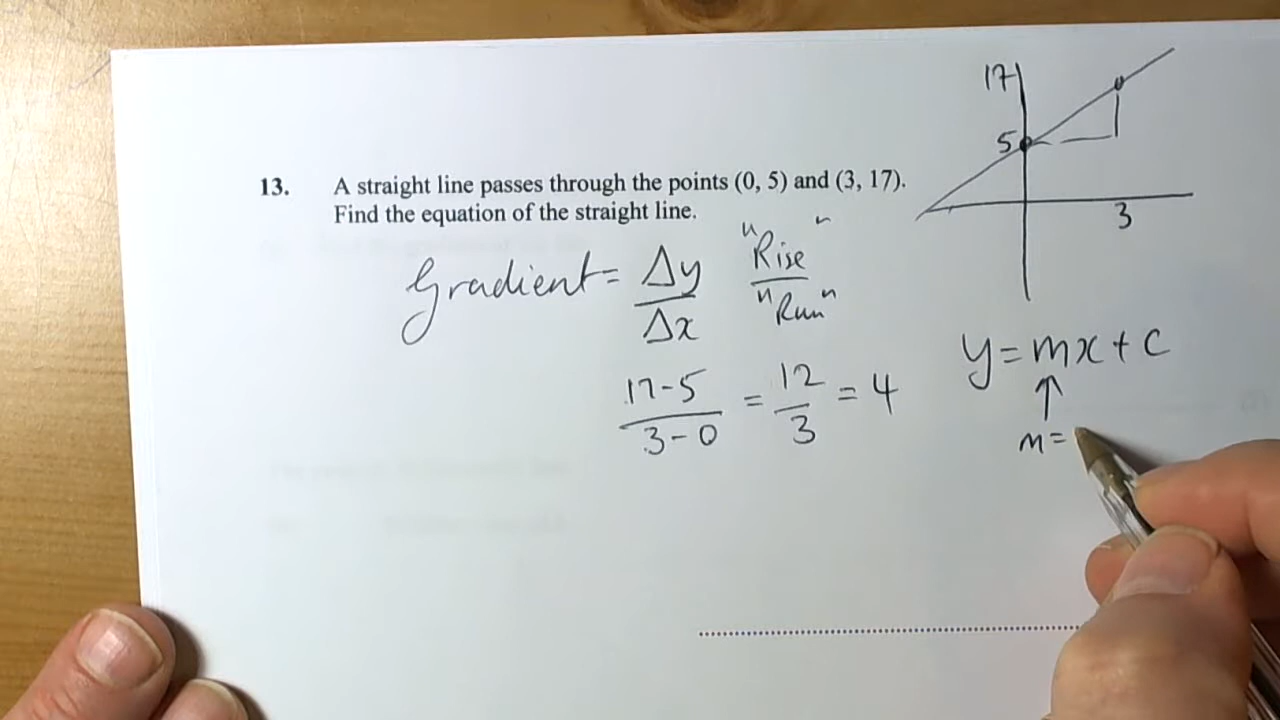 17
5
3
13. A straight line passes through the points (0, 5) and (3, 17).
Find the equation of the straight line.
Gradient = Δy/Δx "Rise"/"Run"
17-5/3-0 = 12/3 = 4
y = mx + c
↑
m =